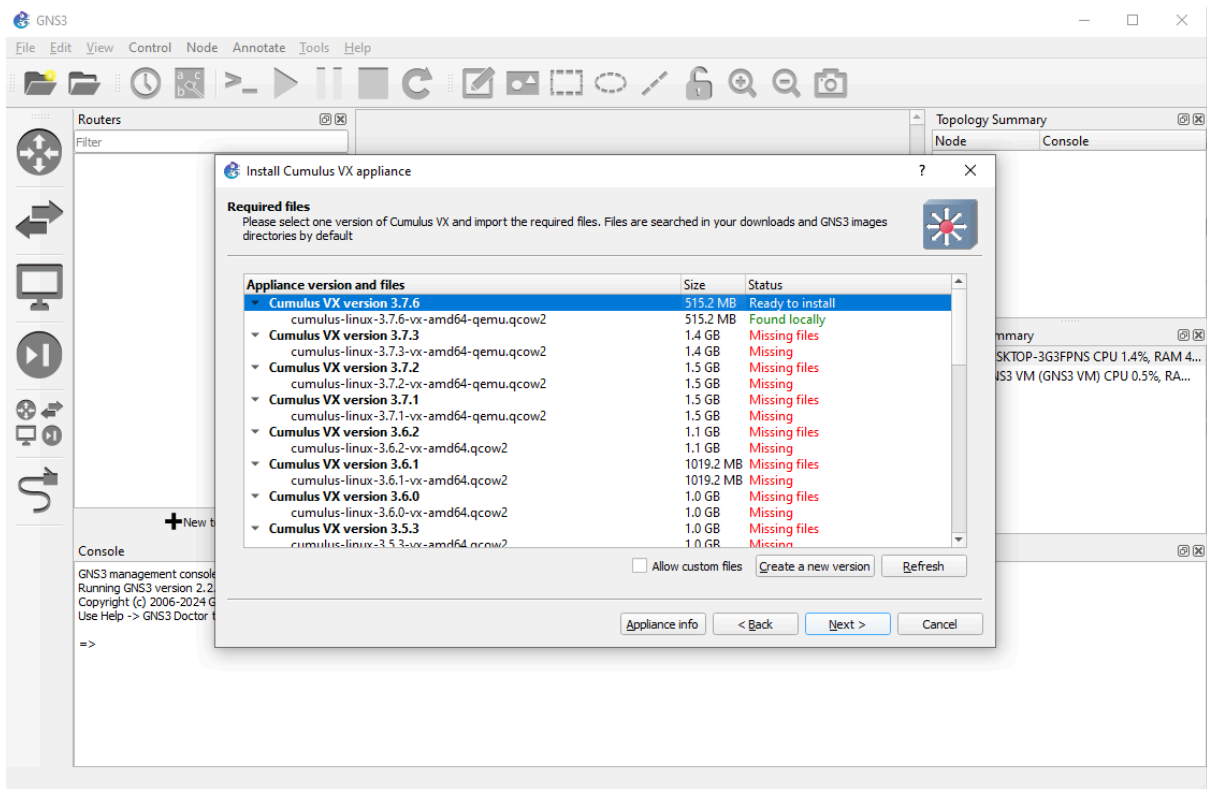 GNS3
File Edit View Control Node Annotate Tools Help
Routers
Filter
Topology Summary
Node Console
Install Cumulus VX appliance ?
Required files
Please select one version of Cumulus VX and import the required files. Files are searched in your downloads and GNS3 images
directories by default
Appliance version and files Size Status
Cumulus VX version 3.7.6 515.2 MB Ready to install
cumulus-linux-3.7.6-vx-amd64-qemu.qcow2 515.2 MB Found locally
Cumulus VX version 3.7.3 1.4 GB Missing files
cumulus-linux-3.7.3-vx-amd64-qemu.qcow2 1.4 GB Missing
Cumulus VX version 3.7.2 1.5 GB Missing files
cumulus-linux-3.7.2-vx-amd64-qemu.qcow2 1.5 GB Missing
Cumulus VX version 3.7.1 1.5 GB Missing files
cumulus-linux-3.7.1-vx-amd64-qemu.qcow2 1.5 GB Missing
Cumulus VX version 3.6.2 1.1 GB Missing files
cumulus-linux-3.6.2-vx-amd64.qcow2 1.1 GB Missing
Cumulus VX version 3.6.1 1019.2 MB Missing files
cumulus-linux-3.6.1-vx-amd64.qcow2 1019.2 MB Missing
Cumulus VX version 3.6.0 1.0 GB Missing files
cumulus-linux-3.6.0-vx-amd64.qcow2 1.0 GB Missing
Cumulus VX version 3.5.3 1.0 GB Missing files
cumulus-linux-3.5.3-vx-amd64.qcow2 1.0 GB Missing
Allow custom files Create a new version Refresh
Appliance info < Back Next > Cancel
mmary
SKTOP-3G3FPNS CPU 1.4%, RAM 4...
NS3 VM (GNS3 VM) CPU 0.5%, RA...
New t
Console
GNS3 management console
Running GNS3 version 2.2.
Copyright (c) 2006-2024 G
Use Help -> GNS3 Doctor t
=>